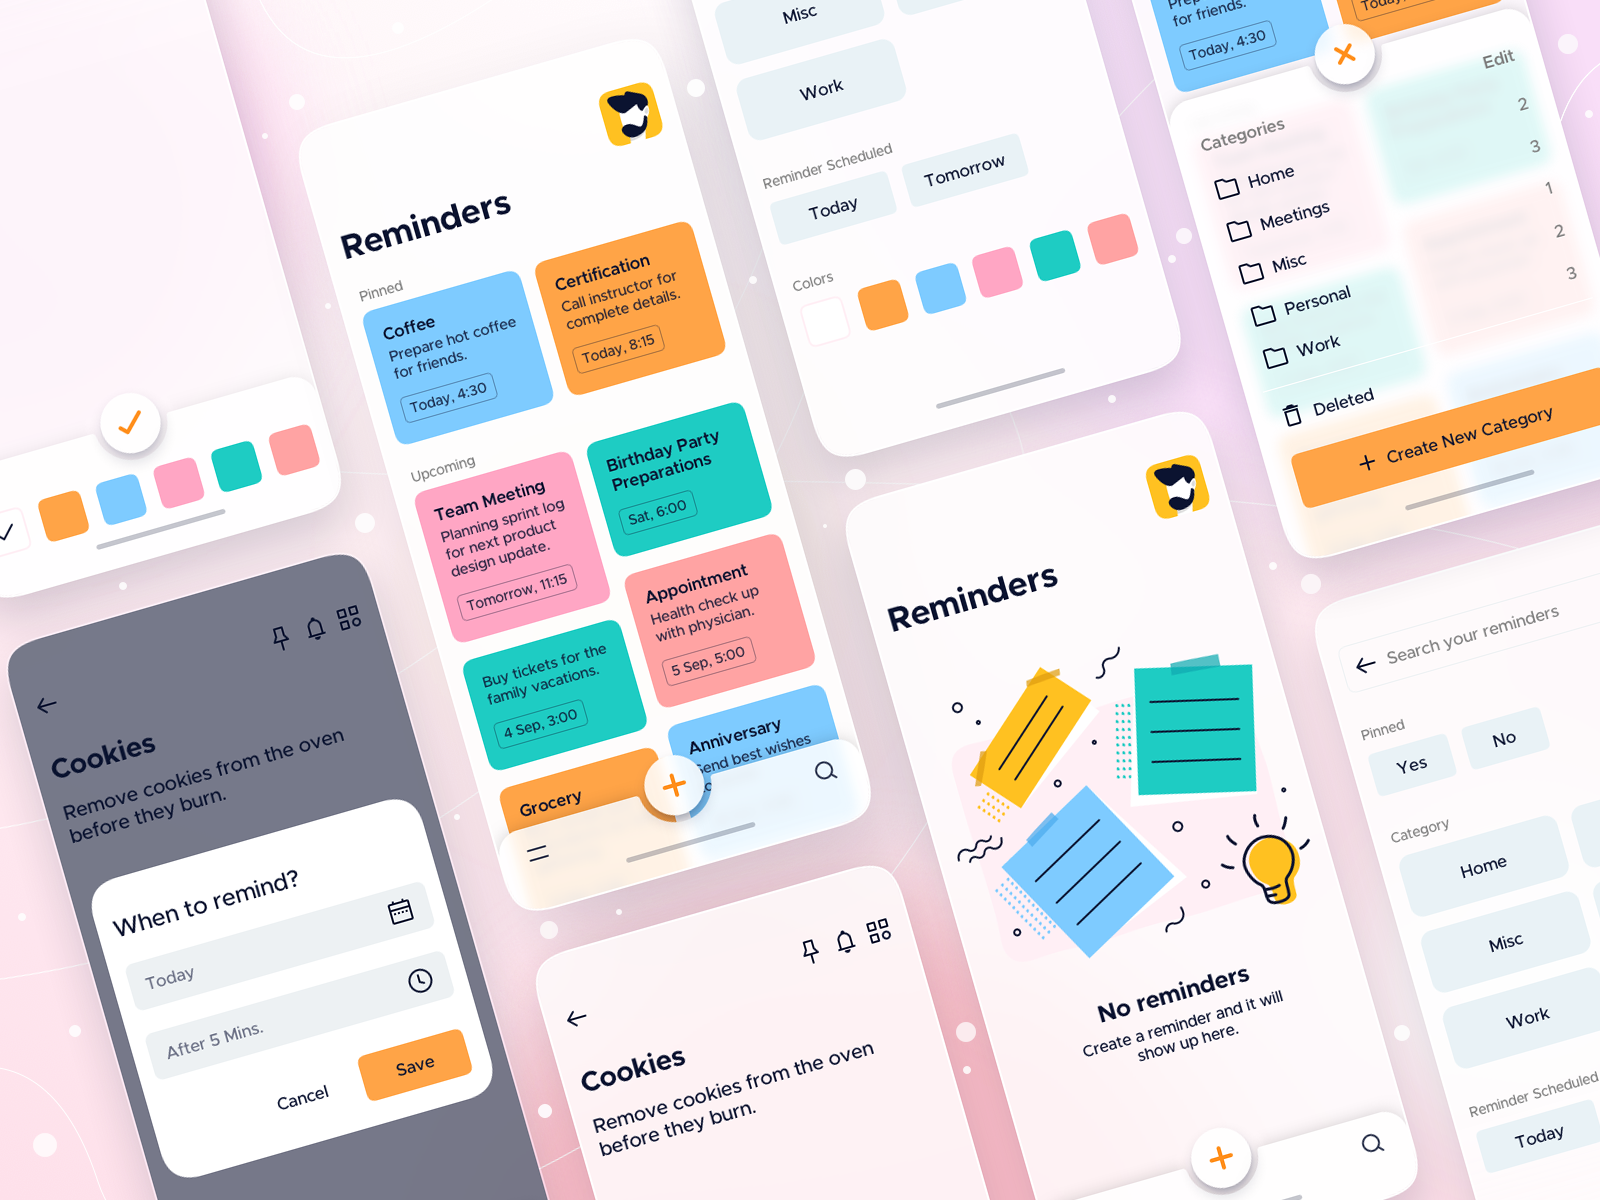 Cookies
Remove cookies from the oven
before they burn.
When to remind?
Today
After 5 Mins.
Cancel
Save
Reminders
Pinned
Coffee
Prepare hot coffee
for friends.
Today, 4:30
Certification
Call instructor for
complete details.
Today, 8:15
Upcoming
Team Meeting
Planning sprint log
for next product
design update.
Tomorrow, 11:15
Birthday Party
Preparations
Sat, 6:00
Appointment
Health check up
with physician.
5 Sep, 5:00
Buy tickets for the
family vacations.
4 Sep, 3:00
Grocery
Anniversary
Send best wishes
Cookies
Remove cookies from the oven
before they burn.
Misc
Work
Reminder Scheduled
Today
Tomorrow
Colors
Reminders
No reminders
Create a reminder and it will
show up here.
for friends.
Today, 4:30
Today,
Edit
Categories
Home
2
Meetings
3
Misc
1
Personal
2
Work
3
Deleted
Create New Category
Search your reminders
Pinned
Yes
No
Category
Home
Misc
Work
Reminder Scheduled
Today